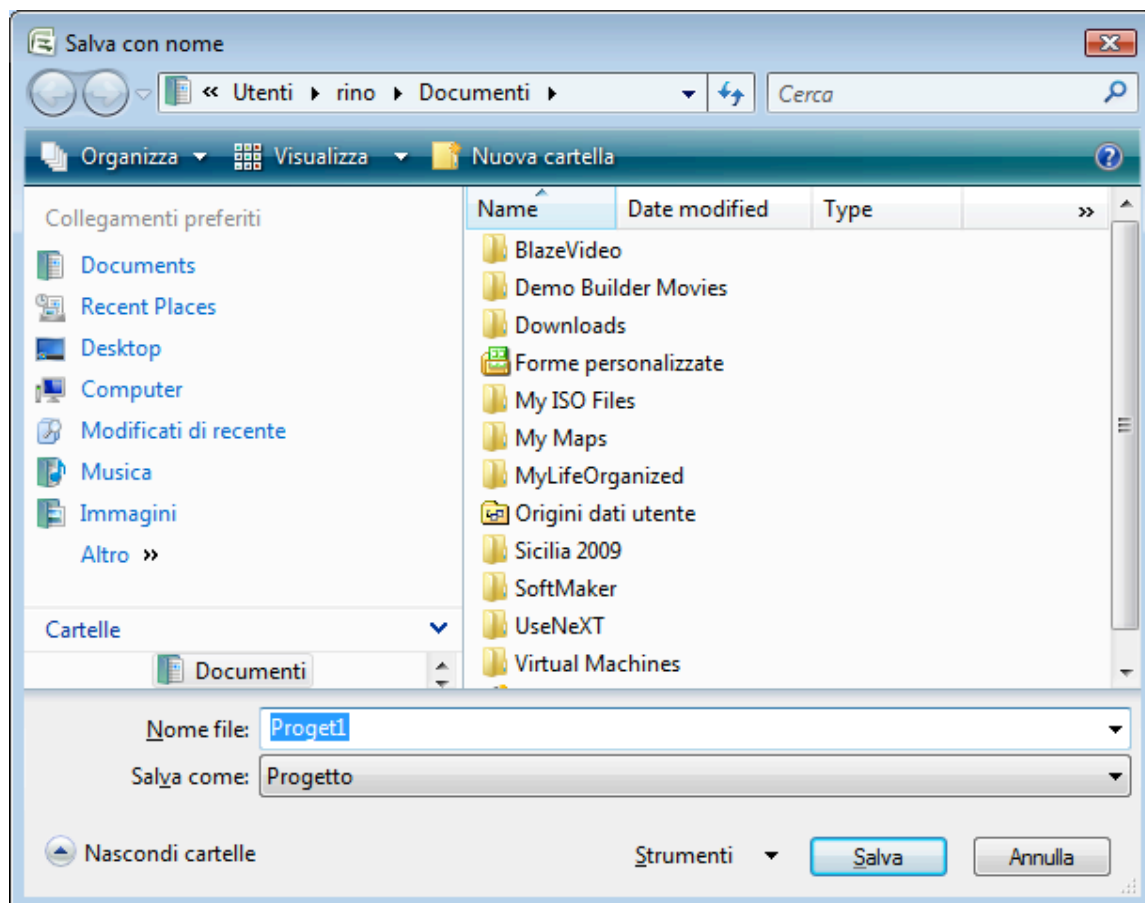 Salva con nome
« Utenti ▸ rino ▸ Documenti ▸
Cerca
Organizza Visualizza Nuova cartella
Collegamenti preferiti
Documents
Recent Places
Desktop
Computer
Modificati di recente
Musica
Immagini
Altro »
Cartelle
Documenti
Name Date modified Type »
BlazeVideo
Demo Builder Movies
Downloads
Forme personalizzate
My ISO Files
My Maps
MyLifeOrganized
Origini dati utente
Sicilia 2009
SoftMaker
UseNeXT
Virtual Machines
Nome file: Proget1
Salva come: Progetto
Nascondi cartelle Strumenti Salva Annulla